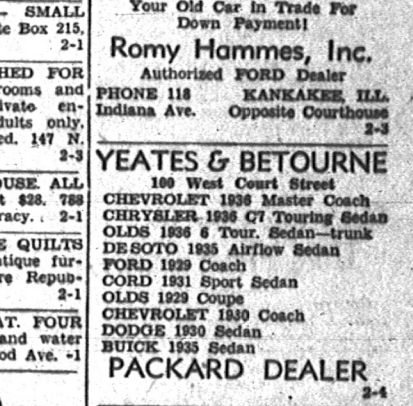 - SMALL
te Box 215,
2-1
HED FOR
rooms and
ivate en-
dults only.
ed. 147 N.
2-3
OUSE. ALL
t $28. 788
racy. . 2-1
E QUILTS
ntique fur-
re Repub-
2-1
AT. FOUR
and water
od Ave. -1
Your Old Car In Trade For
Down Payment!
Romy Hammes, Inc.
Authorized FORD Dealer
PHONE 118 KANKAKEE, ILL.
Indiana Ave. Opposite Courthouse
2-3
YEATES & BETOURNE
100 West Court Street
CHEVROLET 1936 Master Coach
CHRYSLER 1936 C7 Touring Sedan
OLDS 1936 6 Tour. Sedan—trunk
DE SOTO 1935 Airflow Sedan
FORD 1929 Coach
CORD 1931 Sport Sedan
OLDS 1929 Coupe
CHEVROLET 1930 Coach
DODGE 1930 Sedan
BUICK 1935 Sedan
PACKARD DEALER
2-4